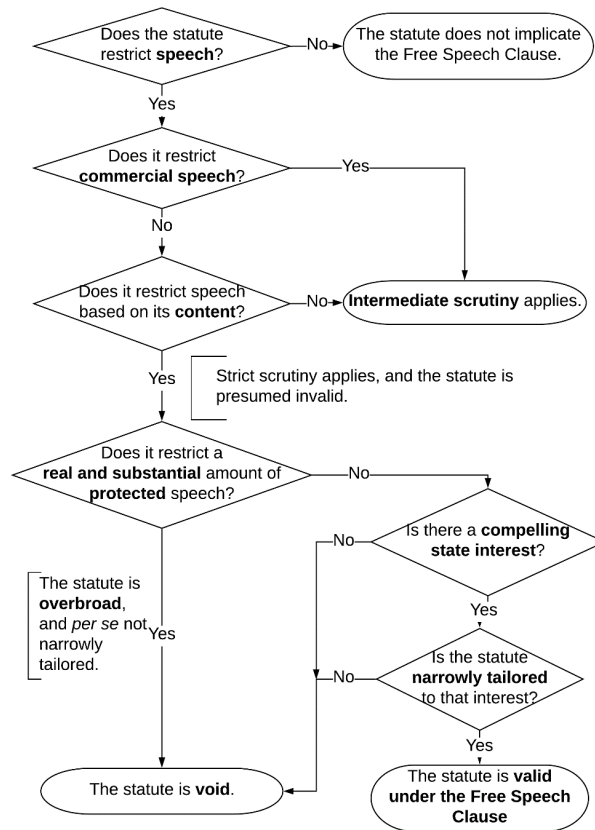 Does the statute
restrict speech?
No
The statute does not implicate
the Free Speech Clause.
Yes
Does it restrict
commercial speech?
Yes
No
Does it restrict speech
based on its content?
No
Intermediate scrutiny applies.
Yes
Strict scrutiny applies, and the statute is
presumed invalid.
Does it restrict a
real and substantial amount of
protected speech?
No
Is there a compelling
state interest?
No
Yes
The statute is
overbroad,
and per se not
narrowly
tailored.
Yes
Is the statute
narrowly tailored
to that interest?
No
Yes
The statute is void.
The statute is valid
under the Free Speech
Clause